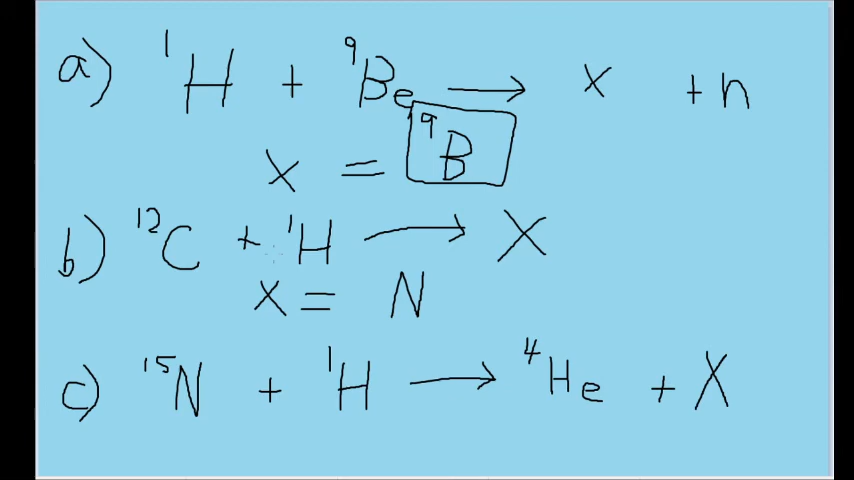 a) ¹H + ⁹Be → x + n
x = ⁹B
b) ¹²C + ¹H → X
x = N
c) ¹⁵N + ¹H → ⁴He + X